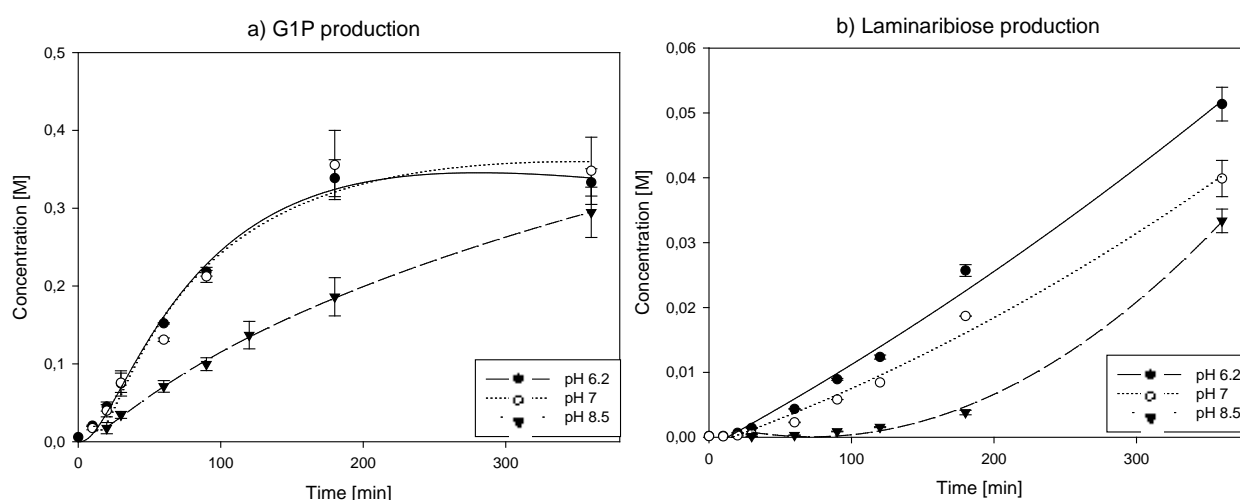 a) G1P production
0,5
0,4
0,3
0,2
0,1
0,0
Concentration [M]
0
100
200
300
Time [min]
pH 6.2
pH 7
pH 8.5
b) Laminaribiose production
0,06
0,05
0,04
0,03
0,02
0,01
0,00
Concentration [M]
0
100
200
300
Time [min]
pH 6.2
pH 7
pH 8.5